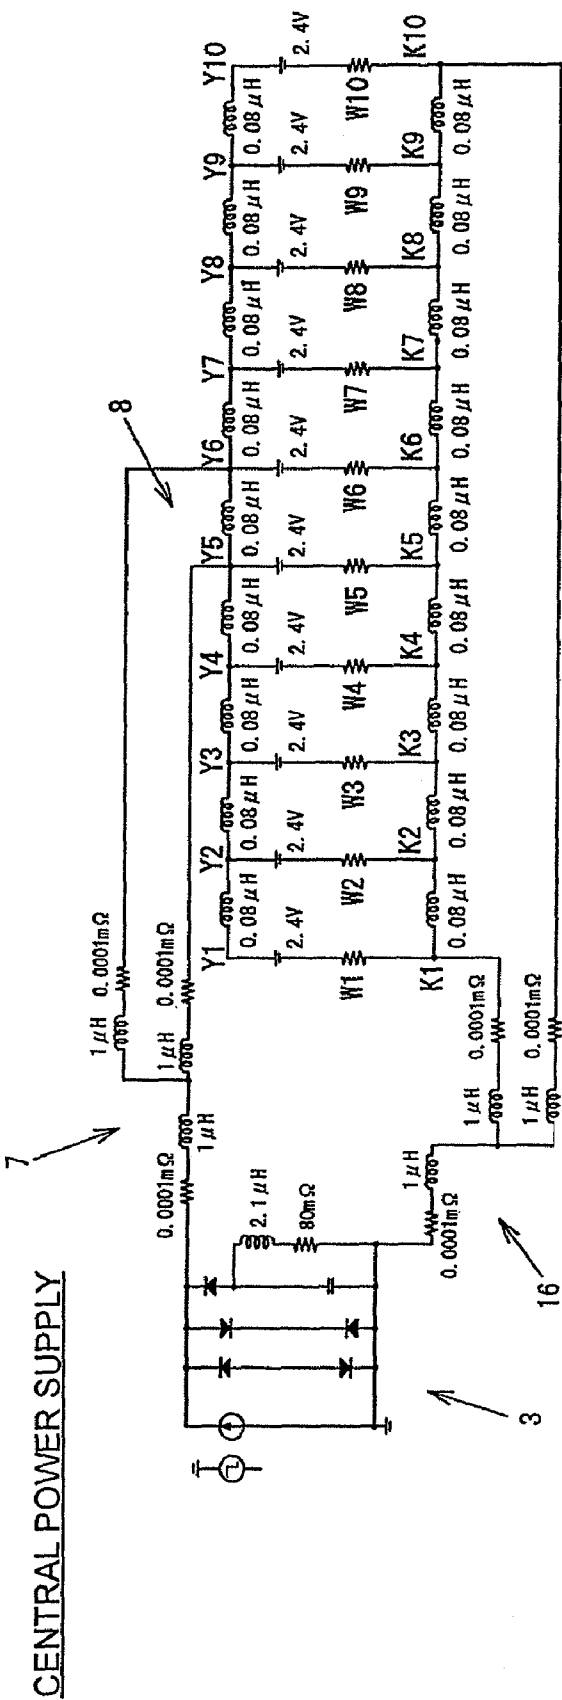 CENTRAL POWER SUPPLY
7
8
1μH 0.0001mΩ
0.0001mΩ 1μH
1μH 0.0001mΩ
Y1 Y2 Y3 Y4 Y5 Y6 Y7 Y8 Y9 Y10
0.08μH 0.08μH 0.08μH 0.08μH 0.08μH 0.08μH 0.08μH 0.08μH 0.08μH
2.1μH
2.4V 2.4V 2.4V 2.4V 2.4V 2.4V 2.4V 2.4V 2.4V 2.4V
80mΩ
W1 W2 W3 W4 W5 W6 W7 W8 W9 W10
K1 K2 K3 K4 K5 K6 K7 K8 K9 K10
0.08μH 0.08μH 0.08μH 0.08μH 0.08μH 0.08μH 0.08μH 0.08μH 0.08μH
0.0001mΩ 1μH
1μH 0.0001mΩ
1μH 0.0001mΩ
3
16